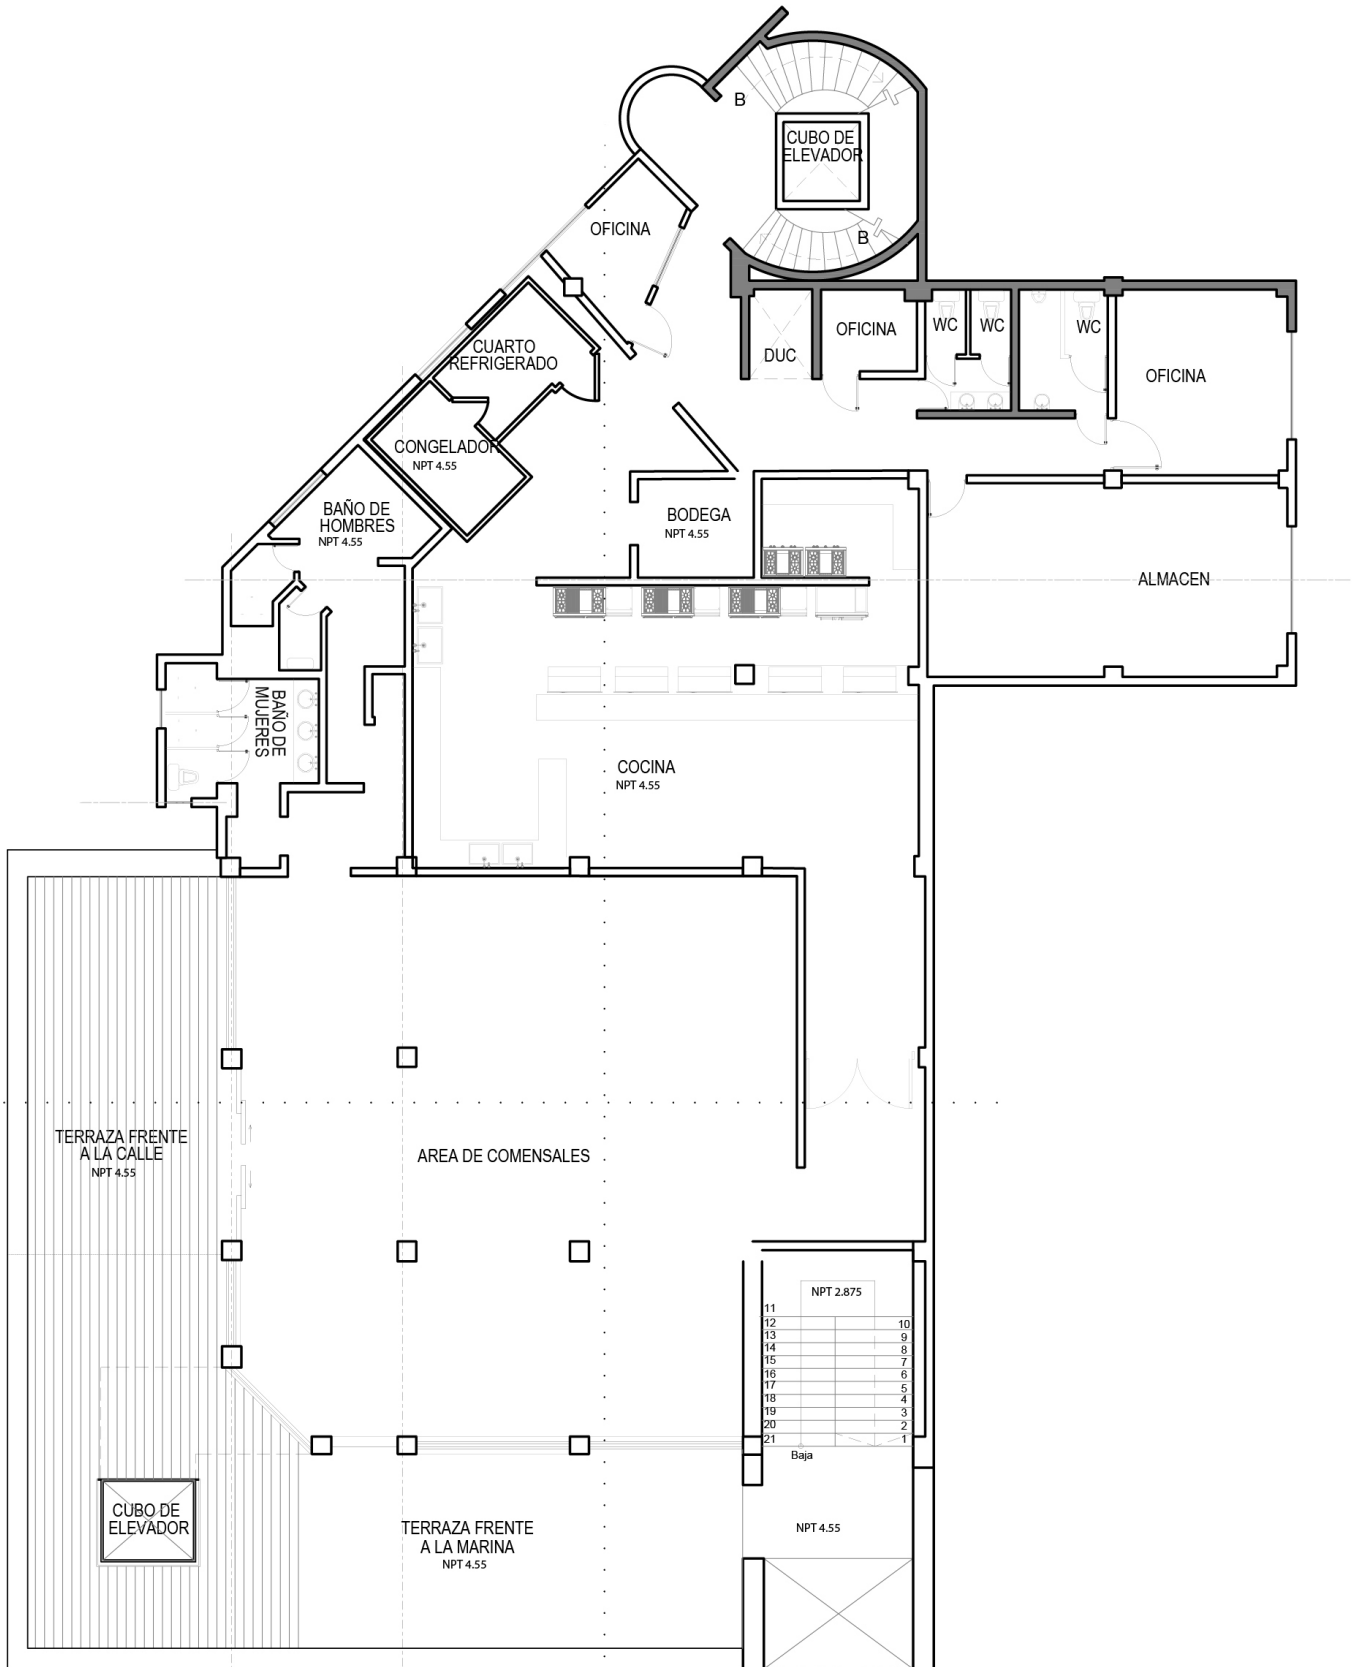 B
CUBO DE
ELEVADOR
OFICINA
B
CUARTO
REFRIGERADO
DUC
OFICINA
WC
WC
WC
OFICINA
CONGELADOR
NPT 4.55
BAÑO DE
HOMBRES
NPT 4.55
BODEGA
NPT 4.55
ALMACEN
BAÑO DE
MUJERES
COCINA
NPT 4.55
TERRAZA FRENTE
A LA CALLE
NPT 4.55
AREA DE COMENSALES
NPT 2.875
11
12
13
14
15
16
17
18
19
20
21
10
9
8
7
6
5
4
3
2
1
Baja
CUBO DE
ELEVADOR
TERRAZA FRENTE
A LA MARINA
NPT 4.55
NPT 4.55